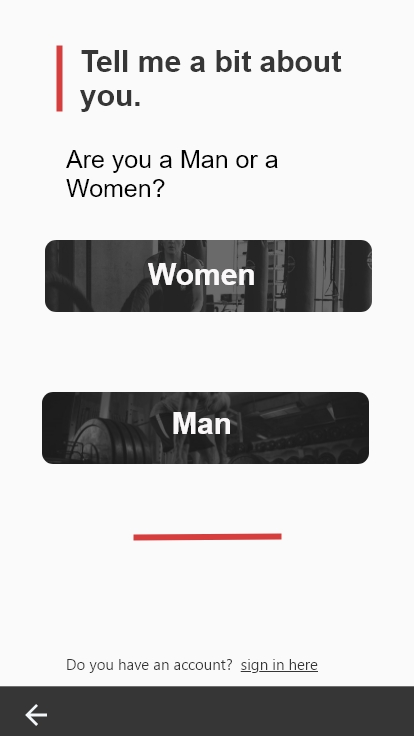 Tell me a bit about
you.
Are you a Man or a
Women?
Women
Man
Do you have an account? sign in here